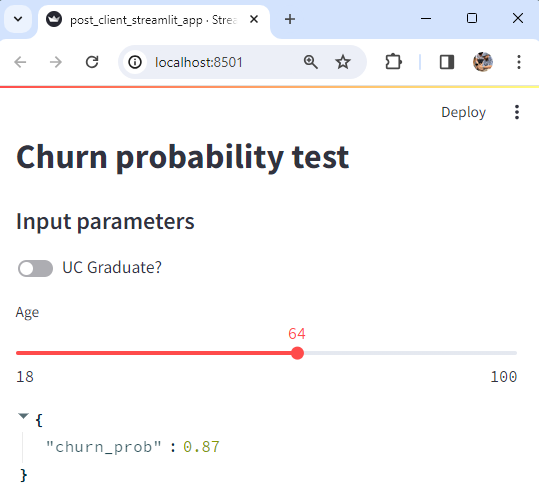 post_client_streamlit_app · Strea
localhost:8501
Deploy
Churn probability test
Input parameters
UC Graduate?
Age
64
18 100
{
"churn_prob" : 0.87
}